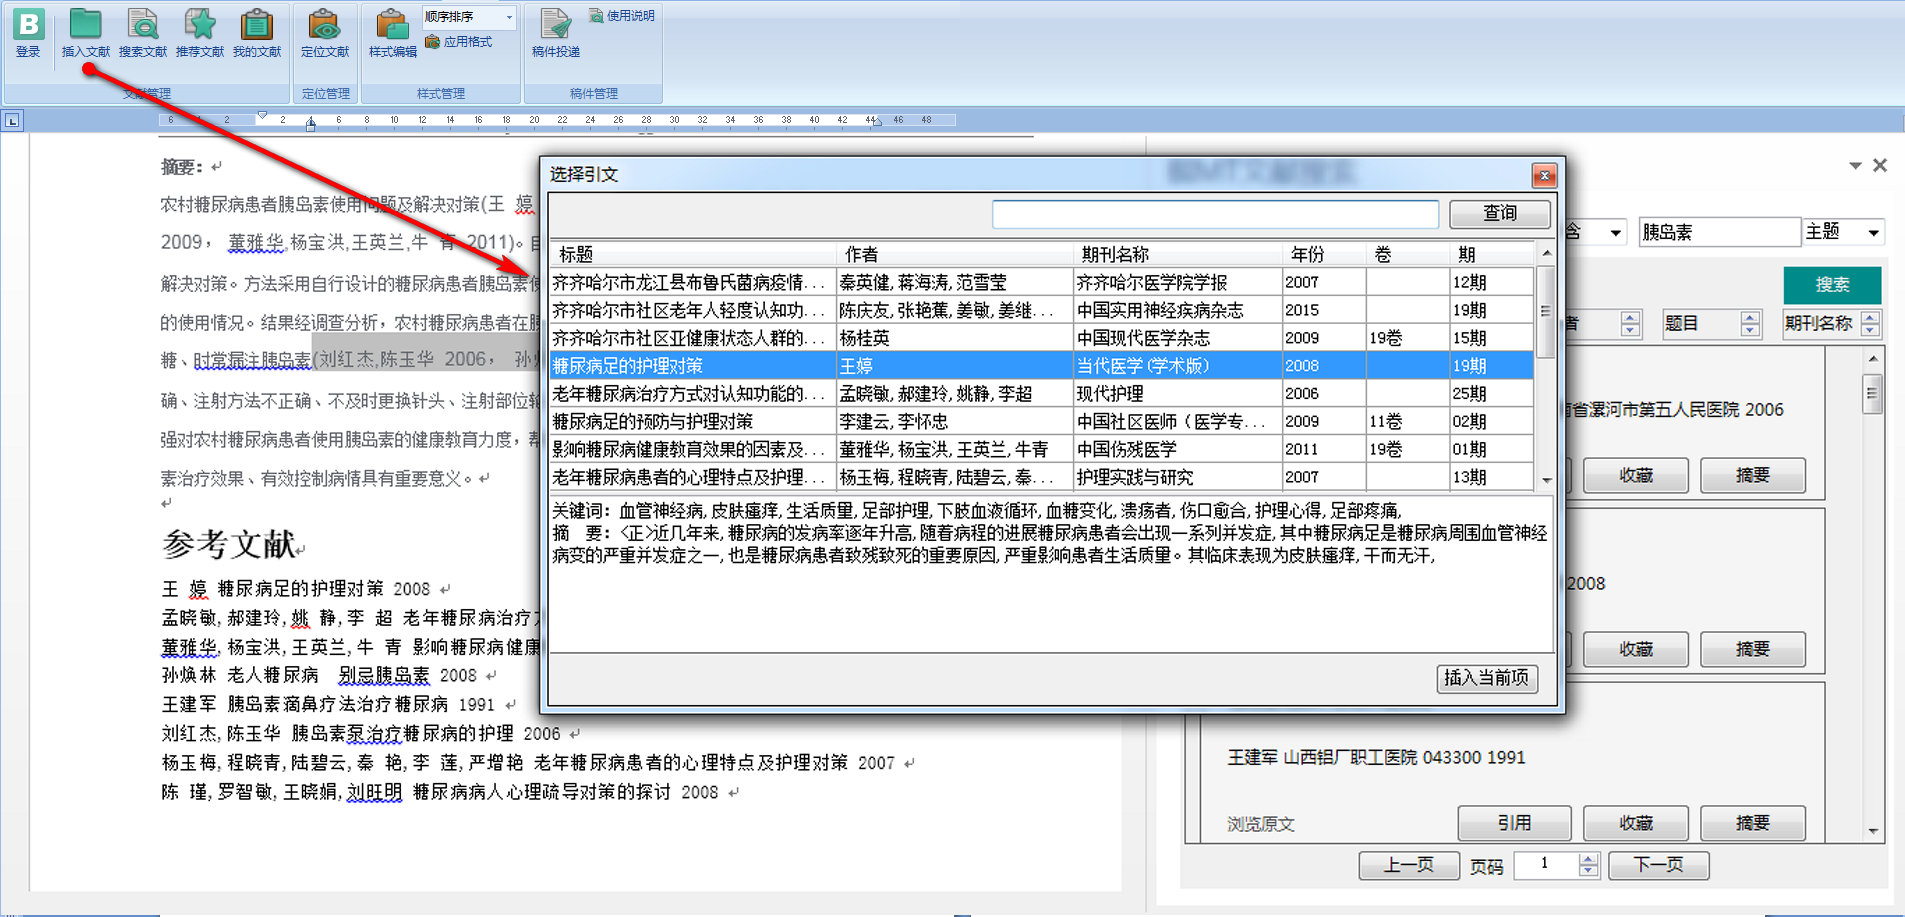 B
登录
插入文献
搜索文献
推荐文献
我的文献
文献管理
定位文献
定位管理
样式编辑
顺序排序
应用格式
样式管理
稿件投递
使用说明
稿件管理
6 4 2 2 4 6 8 10 12 14 16 18 20 22 24 26 28 30 32 34 36 38 40 42 44 46 48
摘要：
农村糖尿病患者胰岛素使用问题及解决对策(王 婷
2009， 董雅华,杨宝洪,王英兰,牛 青 2011)。
解决对策。方法采用自行设计的糖尿病患者胰岛素使
的使用情况。结果经调查分析，农村糖尿病患者在胰
糖、时常漏注胰岛素(刘红杰,陈玉华 2006， 孙焕
确、注射方法不正确、不及时更换针头、注射部位轮
强对农村糖尿病患者使用胰岛素的健康教育力度，帮
素治疗效果、有效控制病情具有重要意义。
参考文献
王 婷 糖尿病足的护理对策 2008
孟晓敏,郝建玲,姚 静,李 超 老年糖尿病治疗方
董雅华,杨宝洪,王英兰,牛 青 影响糖尿病健康
孙焕林 老人糖尿病 别忌胰岛素 2008
王建军 胰岛素滴鼻疗法治疗糖尿病 1991
刘红杰,陈玉华 胰岛素泵治疗糖尿病的护理 2006
杨玉梅,程晓青,陆碧云,秦 艳,李 莲,严增艳 老年糖尿病患者的心理特点及护理对策 2007
陈 瑾,罗智敏,王晓娟,刘旺明 糖尿病病人心理疏导对策的探讨 2008
选择引文
查询
标题 作者 期刊名称 年份 卷 期
齐齐哈尔市龙江县布鲁氏菌病疫情... 秦英健,蒋海涛,范雪莹 齐齐哈尔医学院学报 2007 12期
齐齐哈尔市社区老年人轻度认知功... 陈庆友,张艳蕉,姜敏,姜继... 中国实用神经疾病杂志 2015 19期
齐齐哈尔市社区亚健康状态人群的... 杨桂英 中国现代医学杂志 2009 19卷 15期
糖尿病足的护理对策 王婷 当代医学(学术版) 2008 19期
老年糖尿病治疗方式对认知功能的... 孟晓敏,郝建玲,姚静,李超 现代护理 2006 25期
糖尿病足的预防与护理对策 李建云,李怀忠 中国社区医师（医学专... 2009 11卷 02期
影响糖尿病健康教育效果的因素及... 董雅华,杨宝洪,王英兰,牛青 中国伤残医学 2011 19卷 01期
老年糖尿病患者的心理特点及护理... 杨玉梅,程晓青,陆碧云,秦... 护理实践与研究 2007 13期
关键词：血管神经病,皮肤瘙痒,生活质量,足部护理,下肢血液循环,血糖变化,溃疡者,伤口愈合,护理心得,足部疼痛,
摘 要：<正>近几年来,糖尿病的发病率逐年升高,随着病程的进展糖尿病患者会出现一系列并发症,其中糖尿病足是糖尿病周围血管神经
病变的严重并发症之一,也是糖尿病患者致残致死的重要原因,严重影响患者生活质量。其临床表现为皮肤瘙痒,干而无汗,
插入当前项
BIMT文献搜索
含 胰岛素 主题
搜索
者 题目 期刊名称
省漯河市第五人民医院 2006
收藏 摘要
2008
收藏 摘要
王建军 山西铝厂职工医院 043300 1991
浏览原文 引用 收藏 摘要
上一页 页码 1 下一页